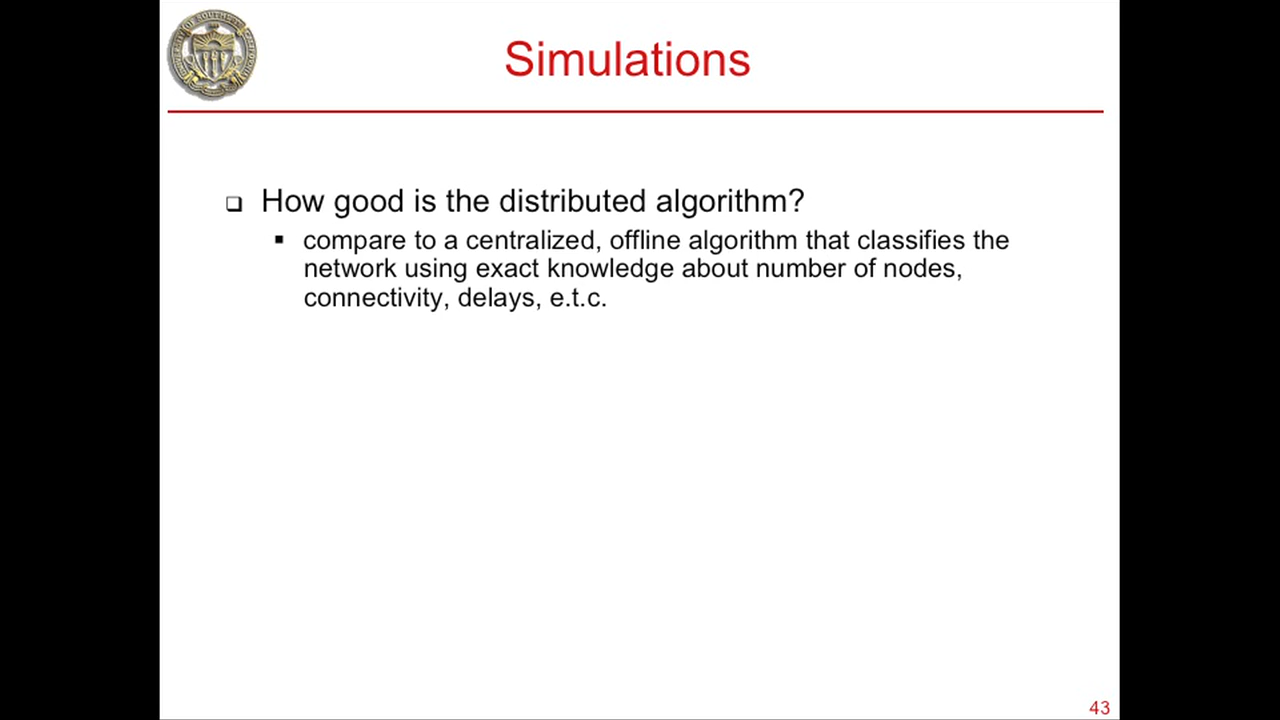 Simulations
How good is the distributed algorithm?
compare to a centralized, offline algorithm that classifies the
network using exact knowledge about number of nodes,
connectivity, delays, e.t.c.
43